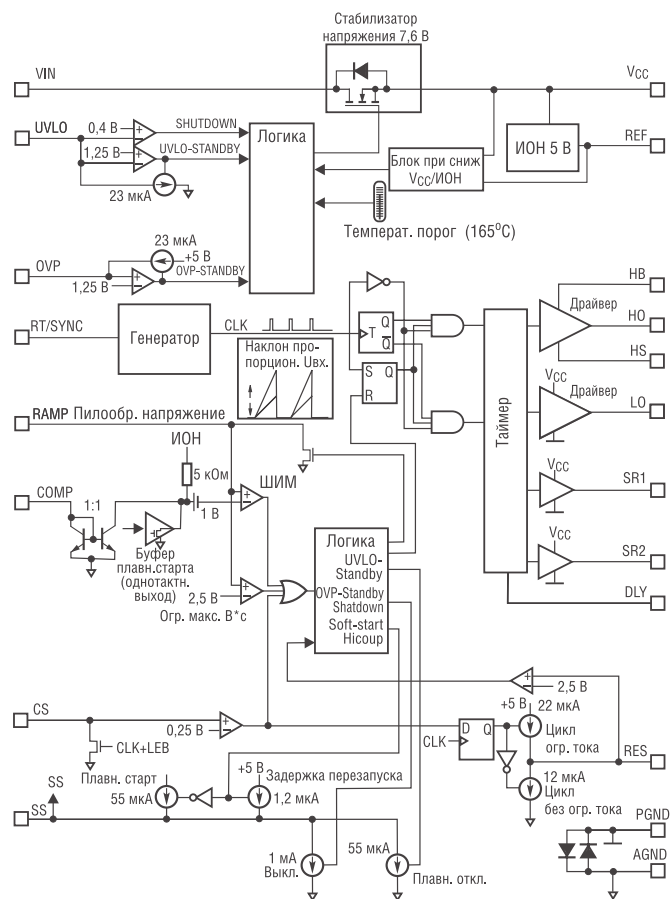 Стабилизатор
напряжения 7,6 В
VIN
VCC
UVLO
0,4 В
SHUTDOWN
1,25 В
UVLO-STANDBY
23 мкА
Логика
ИОН 5 В
REF
Блок при сниж
VCC/ИОН
Температ. порог (165°C)
23 мкА
+5 В
OVP
OVP-STANDBY
1,25 В
HB
Драйвер
HO
HS
RT/SYNC
Генератор
CLK
T
Q
Q
Наклон про-
порцион. Uвх.
S
Q
R
VCC
Драйвер
LO
Таймер
RAMP Пилообр. напряжение
ИОН
5 кОм
ШИМ
COMP
1:1
1 В
VCC
SR1
Буфер
плавн.старта
(однотактн.
выход)
Логика
UVLO-
Standby
OVP-Standby
Shatdown
Soft-start
Hicoup
VCC
SR2
2,5 В
Огр. макс. В*с
DLY
2,5 В
CS
0,25 В
+5 В
22 мкА
D
Q
CLK
Цикл
огр. тока
RES
CLK+LEB
12 мкА
Цикл
без огр. тока
SS
Плавн. старт
55 мкА
+5 В
Задержка перезапуска
1,2 мкА
SS
PGND
1 мА
Выкл.
55 мкА
Плавн. откл.
AGND